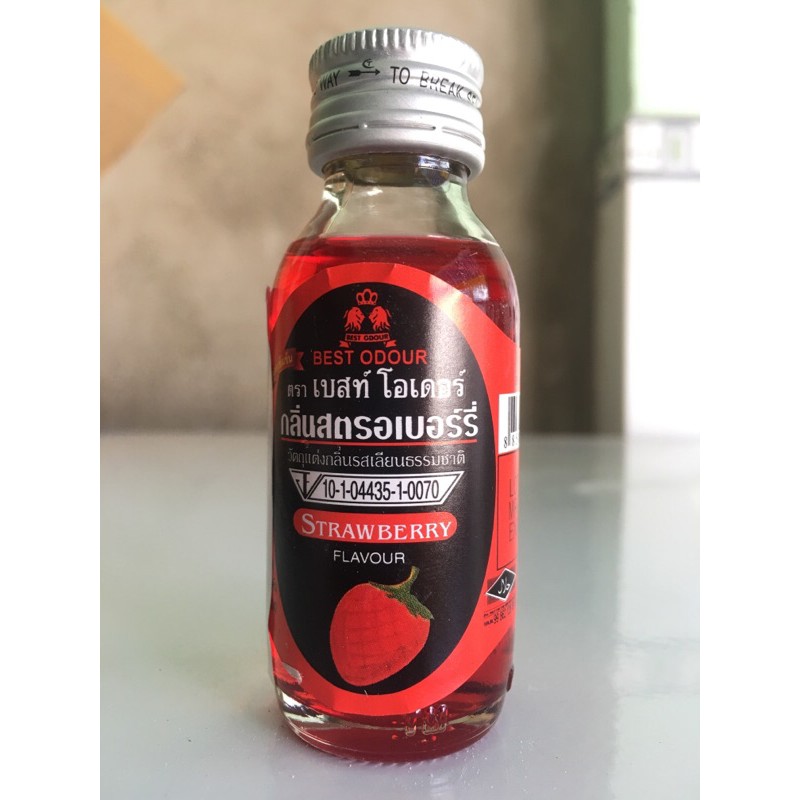 WAY TO BREAK
BEST ODOUR
BEST ODOUR
ตรา เบสท์ โอเดอร์
กลิ่นสตรอเบอร์รี่
วัตถุแต่งกลิ่นรสเลียนธรรมชาติ
10-1-04435-1-0070
STRAWBERRY
FLAVOUR
حلال